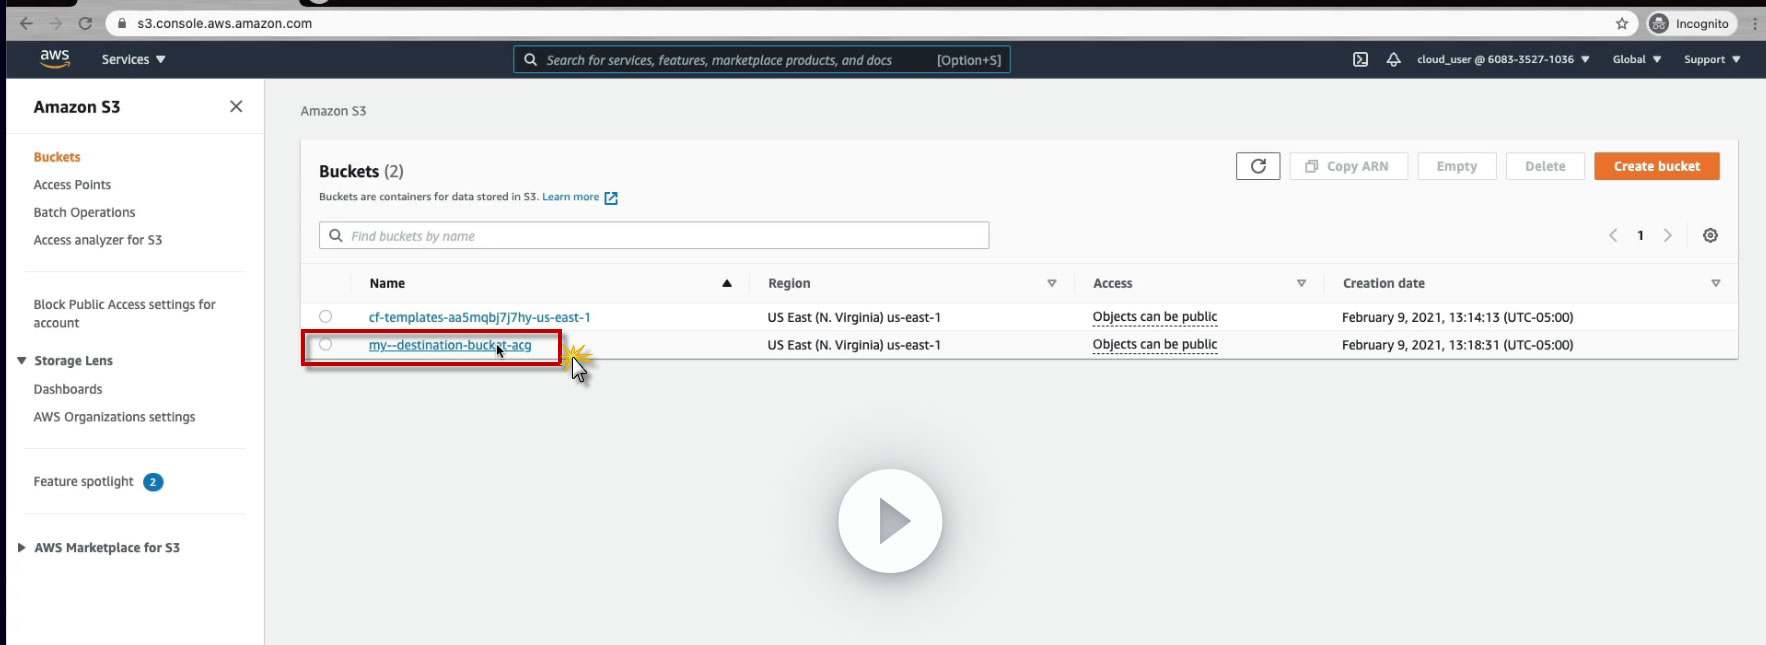 s3.console.aws.amazon.com
Incognito
aws
Services
Search for services, features, marketplace products, and docs
[Option+S]
cloud_user @ 6083-3527-1036
Global
Support
Amazon S3
Buckets
Access Points
Batch Operations
Access analyzer for S3
Block Public Access settings for
account
Storage Lens
Dashboards
AWS Organizations settings
Feature spotlight 2
AWS Marketplace for S3
Amazon S3
Buckets (2)
Buckets are containers for data stored in S3. Learn more
Copy ARN
Empty
Delete
Create bucket
Find buckets by name
1
Name Region Access Creation date
cf-templates-aa5mqbj7j7hy-us-east-1 US East (N. Virginia) us-east-1 Objects can be public February 9, 2021, 13:14:13 (UTC-05:00)
my--destination-bucket-acg US East (N. Virginia) us-east-1 Objects can be public February 9, 2021, 13:18:31 (UTC-05:00)